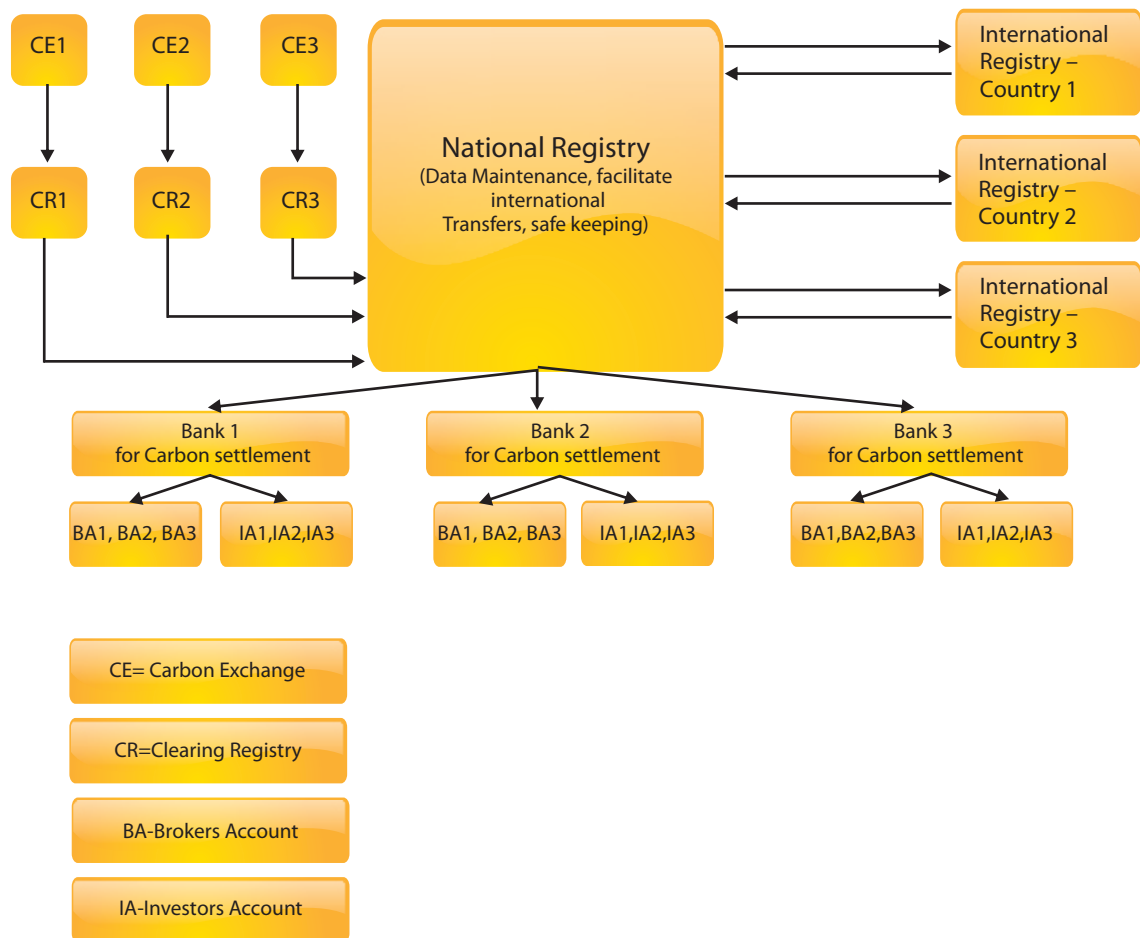 CE1
CE2
CE3
CR1
CR2
CR3
National Registry
(Data Maintenance, facilitate
international
Transfers, safe keeping)
International
Registry –
Country 1
International
Registry –
Country 2
International
Registry –
Country 3
Bank 1
for Carbon settlement
Bank 2
for Carbon settlement
Bank 3
for Carbon settlement
BA1, BA2, BA3
IA1,IA2,IA3
BA1, BA2, BA3
IA1,IA2,IA3
BA1,BA2,BA3
IA1,IA2,IA3
CE= Carbon Exchange
CR=Clearing Registry
BA-Brokers Account
IA-Investors Account